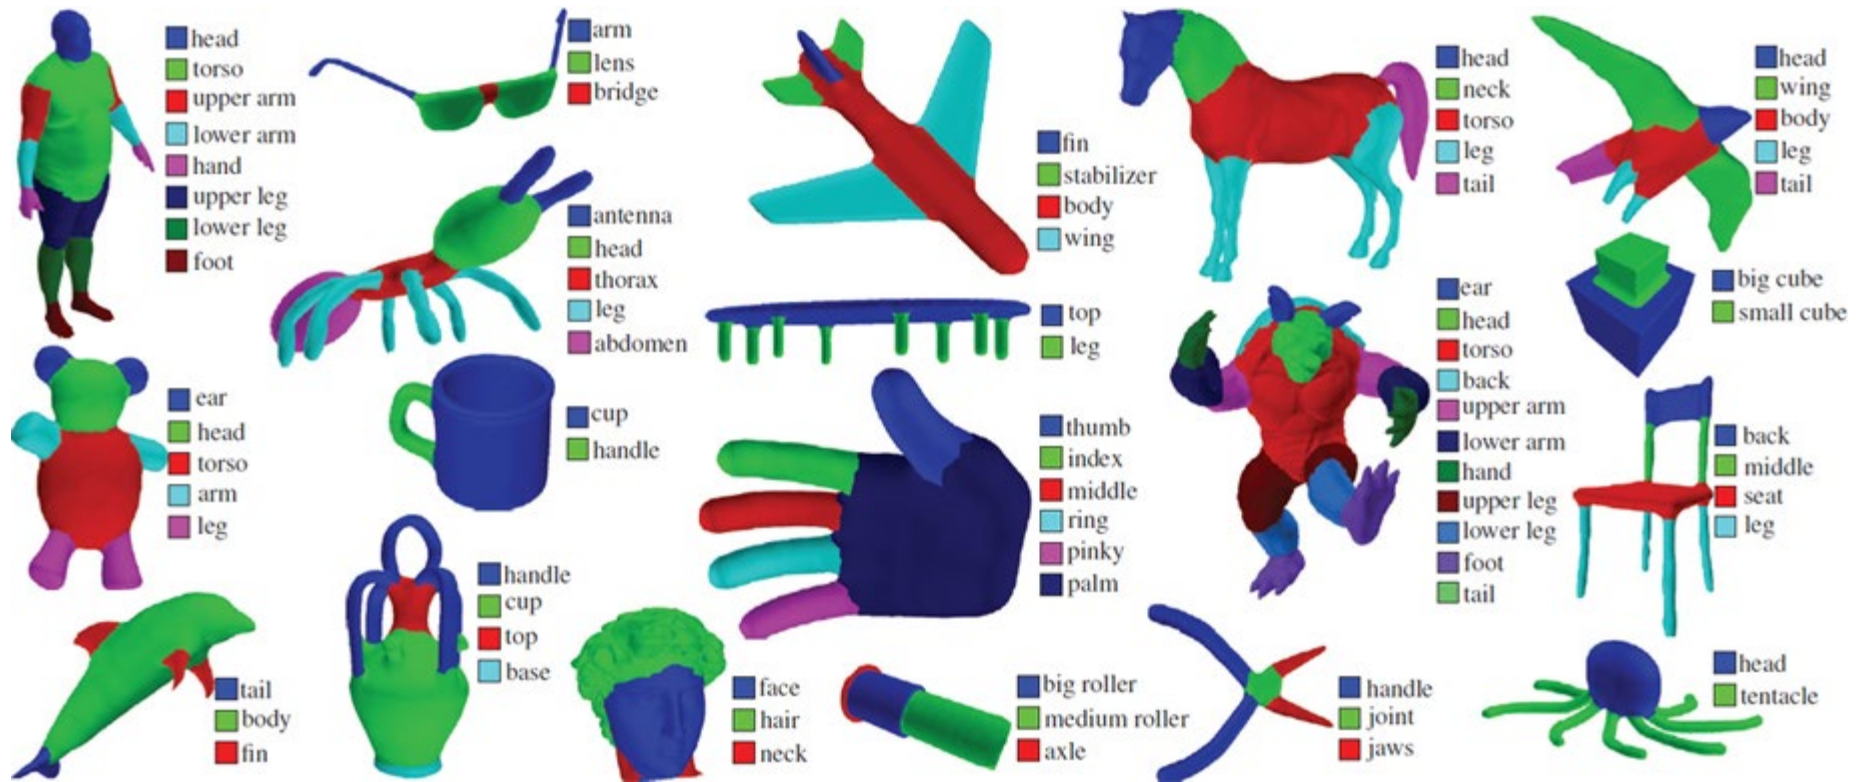 head
torso
upper arm
lower arm
hand
upper leg
lower leg
foot
arm
lens
bridge
fin
stabilizer
body
wing
head
neck
torso
leg
tail
head
wing
body
leg
tail
antenna
head
thorax
leg
abdomen
top
leg
ear
head
torso
back
upper arm
lower arm
hand
upper leg
lower leg
foot
tail
big cube
small cube
ear
head
torso
arm
leg
cup
handle
thumb
index
middle
ring
pinky
palm
back
middle
seat
leg
tail
body
fin
handle
cup
top
base
face
hair
neck
big roller
medium roller
axle
handle
joint
jaws
head
tentacle